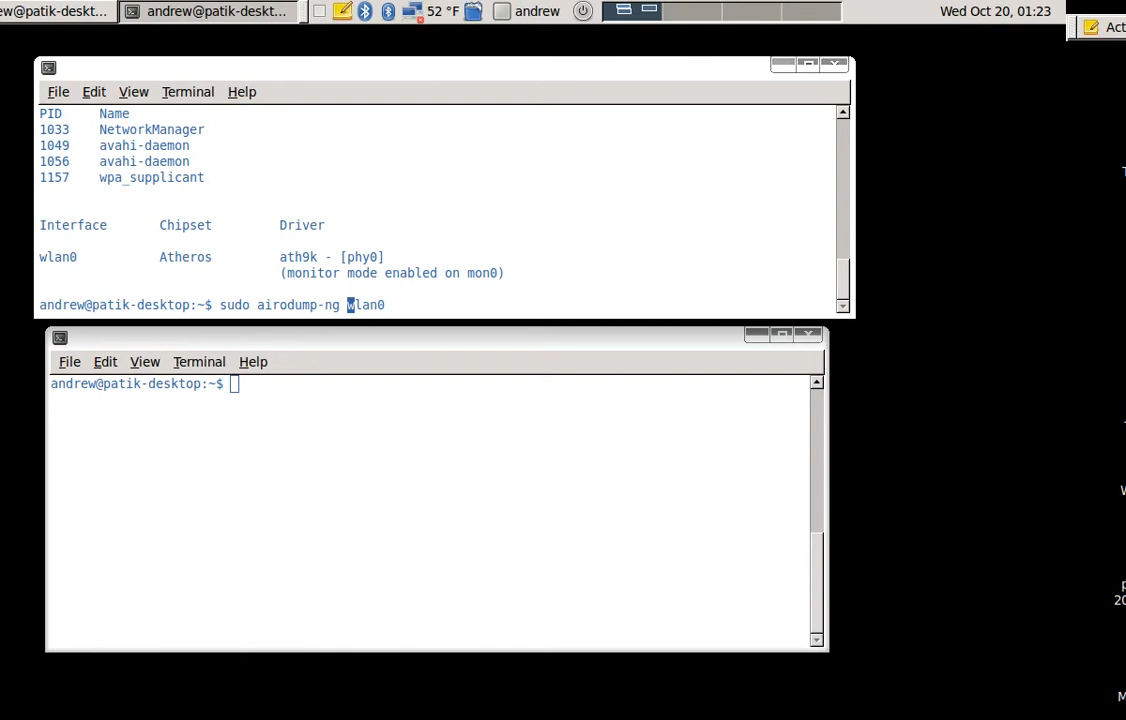 ew@patik-deskt...
andrew@patik-deskt...
52 °F
andrew
Wed Oct 20, 01:23
File Edit View Terminal Help
PID Name
1033 NetworkManager
1049 avahi-daemon
1056 avahi-daemon
1157 wpa_supplicant
Interface Chipset Driver
wlan0 Atheros ath9k - [phy0]
(monitor mode enabled on mon0)
andrew@patik-desktop:~$ sudo airodump-ng wlan0
File Edit View Terminal Help
andrew@patik-desktop:~$
Act
20